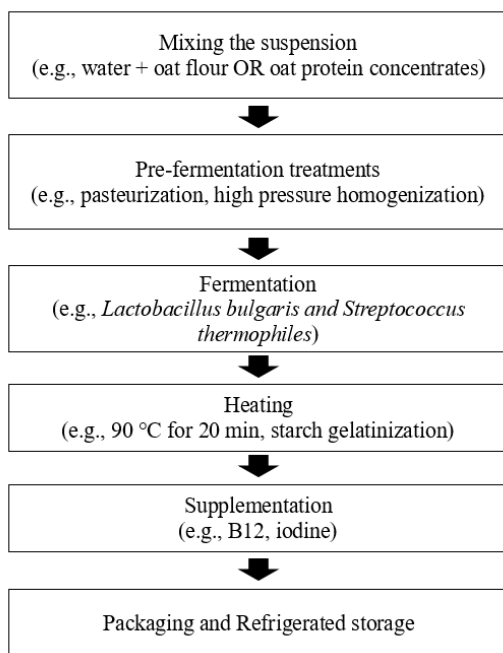 Mixing the suspension
(e.g., water + oat flour OR oat protein concentrates)
Pre-fermentation treatments
(e.g., pasteurization, high pressure homogenization)
Fermentation
(e.g., Lactobacillus bulgaris and Streptococcus
thermophiles)
Heating
(e.g., 90 °C for 20 min, starch gelatinization)
Supplementation
(e.g., B12, iodine)
Packaging and Refrigerated storage